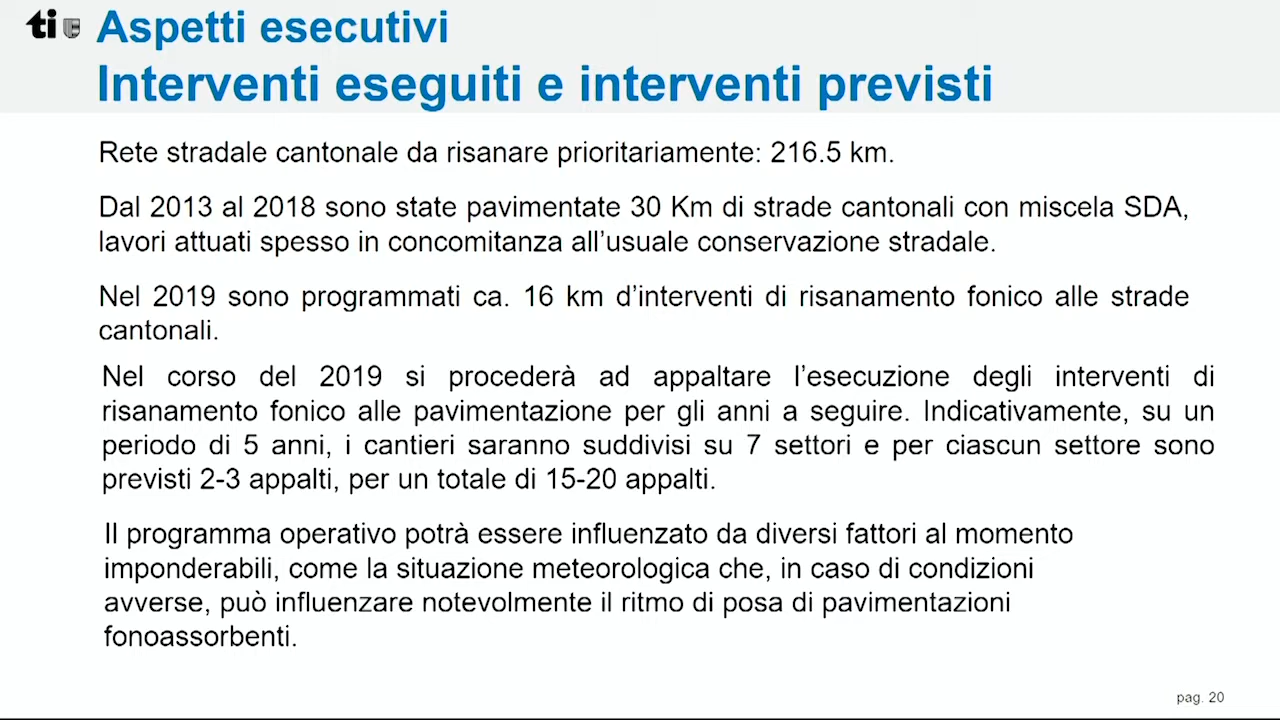 ti
Aspetti esecutivi
Interventi eseguiti e interventi previsti
Rete stradale cantonale da risanare prioritariamente: 216.5 km.
Dal 2013 al 2018 sono state pavimentate 30 Km di strade cantonali con miscela SDA,
lavori attuati spesso in concomitanza all’usuale conservazione stradale.
Nel 2019 sono programmati ca. 16 km d’interventi di risanamento fonico alle strade
cantonali.
Nel corso del 2019 si procederà ad appaltare l’esecuzione degli interventi di
risanamento fonico alle pavimentazione per gli anni a seguire. Indicativamente, su un
periodo di 5 anni, i cantieri saranno suddivisi su 7 settori e per ciascun settore sono
previsti 2-3 appalti, per un totale di 15-20 appalti.
Il programma operativo potrà essere influenzato da diversi fattori al momento
imponderabili, come la situazione meteorologica che, in caso di condizioni
avverse, può influenzare notevolmente il ritmo di posa di pavimentazioni
fonoassorbenti.
pag. 20